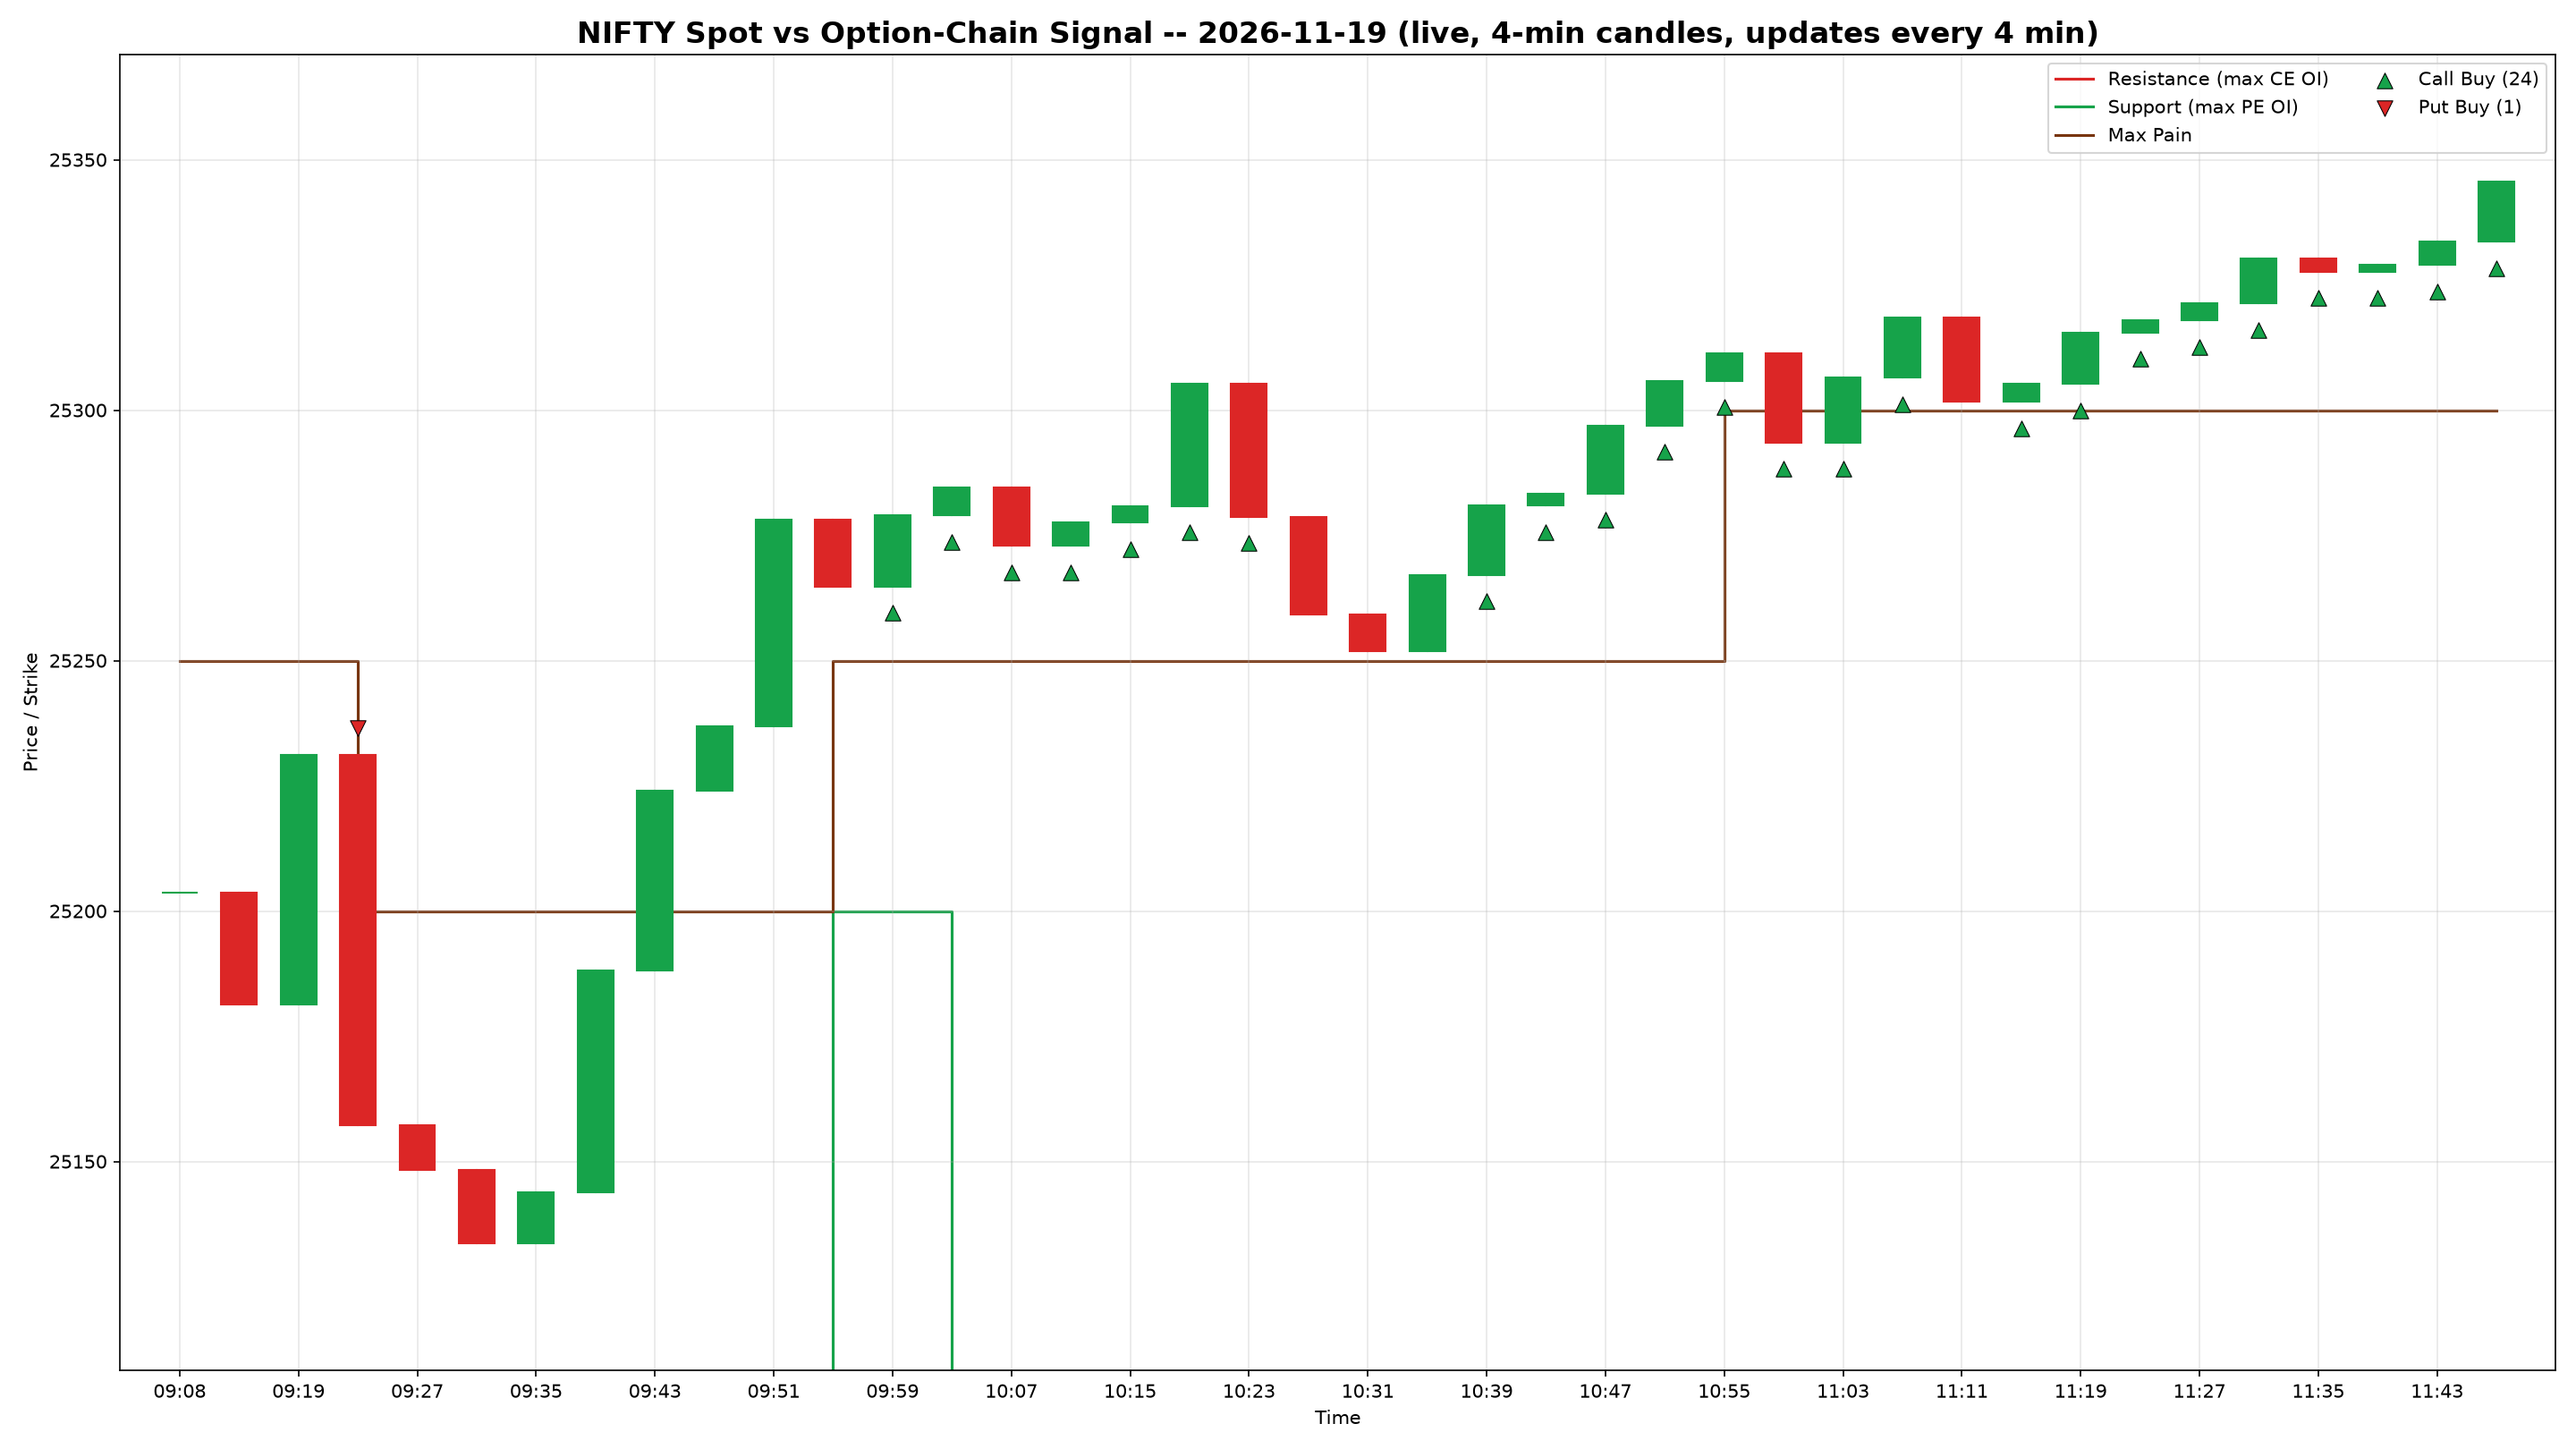 NIFTY Spot vs Option-Chain Signal -- 2026-11-19 (live, 4-min candles, updates every 4 min)
Resistance (max CE OI)
Support (max PE OI)
Max Pain
Call Buy (24)
Put Buy (1)
Price / Strike
25350
25300
25250
25200
25150
09:08 09:19 09:27 09:35 09:43 09:51 09:59 10:07 10:15 10:23 10:31 10:39 10:47 10:55 11:03 11:11 11:19 11:27 11:35 11:43
Time